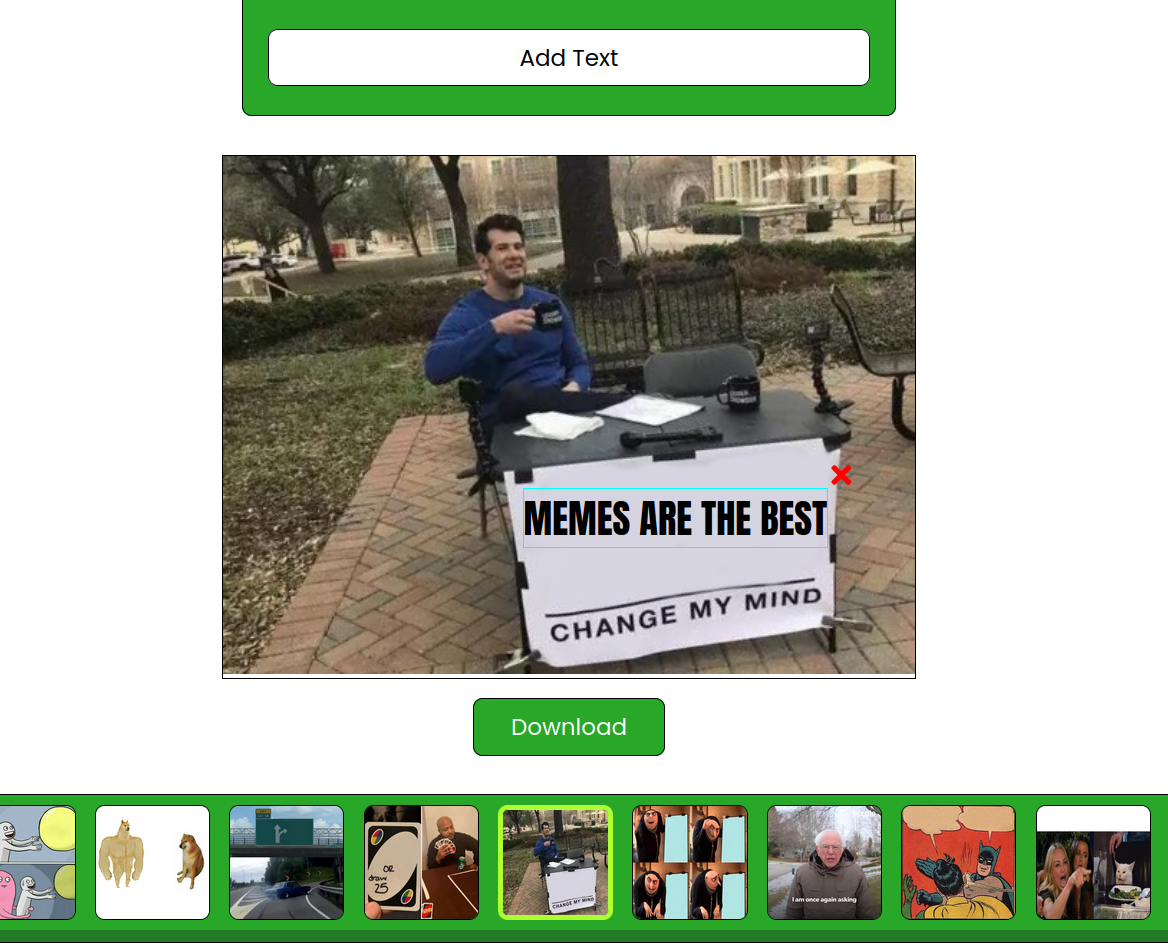 Add Text
MEMES ARE THE BEST
CHANGE MY MIND
Download
OR
draw
25
CHANGE MY MIND
I am once again asking